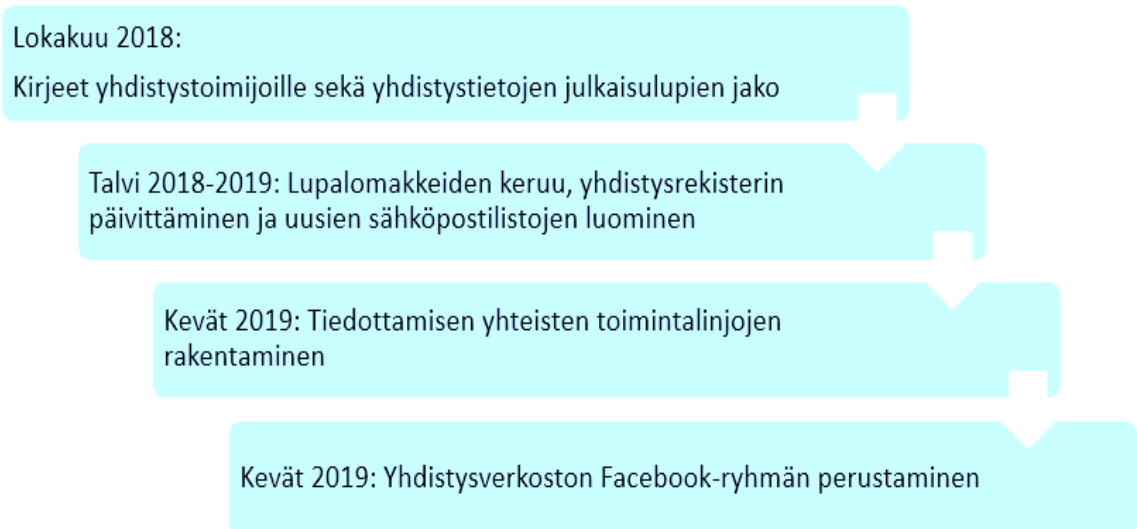 Lokakuu 2018:
Kirjeet yhdistystoimijoille sekä yhdistystietojen julkaisulupien jako
Talvi 2018-2019: Lupalomakkeiden keruu, yhdistysrekisterin
päivittäminen ja uusien sähköpostilistojen luominen
Kevät 2019: Tiedottamisen yhteisten toimintalinjojen
rakentaminen
Kevät 2019: Yhdistysverkoston Facebook-ryhmän perustaminen